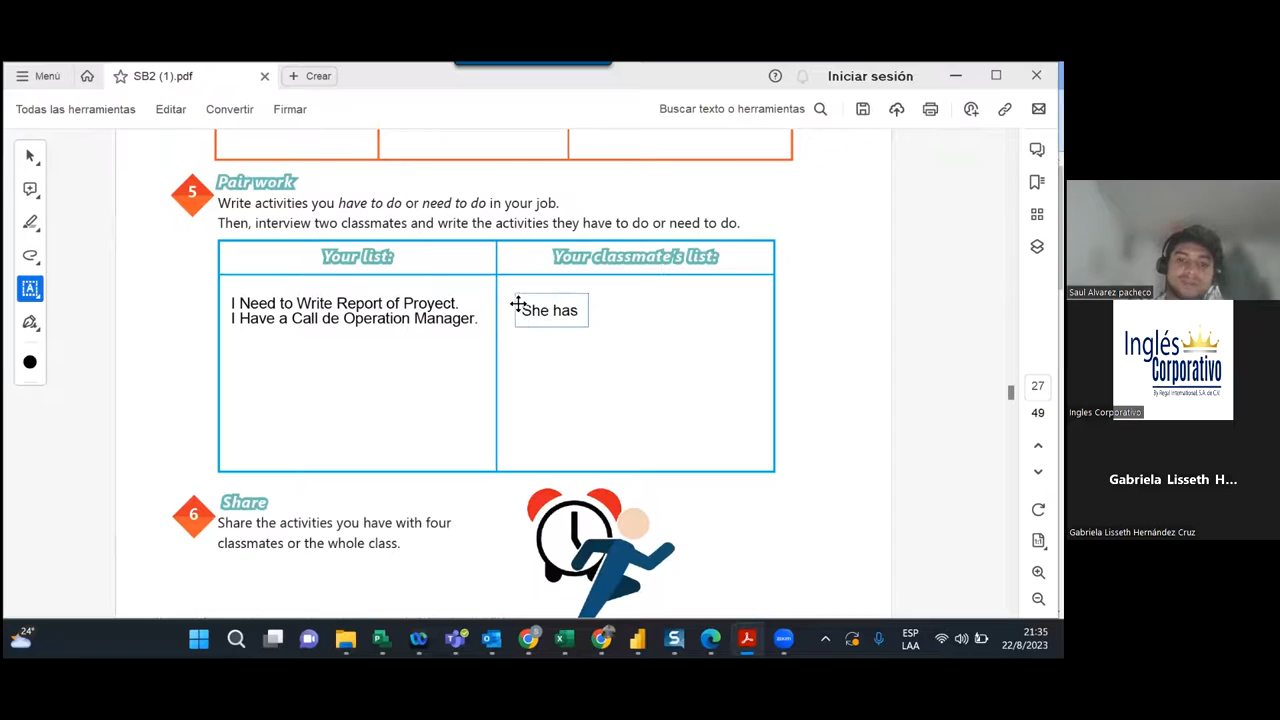 Menú
SB2 (1).pdf
Crear
Iniciar sesión
Todas las herramientas
Editar
Convertir
Firmar
Buscar texto o herramientas
5
Pair work
Write activities you have to do or need to do in your job.
Then, interview two classmates and write the activities they have to do or need to do.
Your list:
Your classmate's list:
I Need to Write Report of Proyect.
I Have a Call de Operation Manager.
She has
6
Share
Share the activities you have with four
classmates or the whole class.
27
49
Saul Alvarez pacheco
Inglés
Corporativo
By Regal International, S.A. de C.V.
Ingles Corporativo
Gabriela Lisseth H...
Gabriela Lisseth Hernández Cruz
24°
zoom
ESP
LAA
21:35
22/8/2023